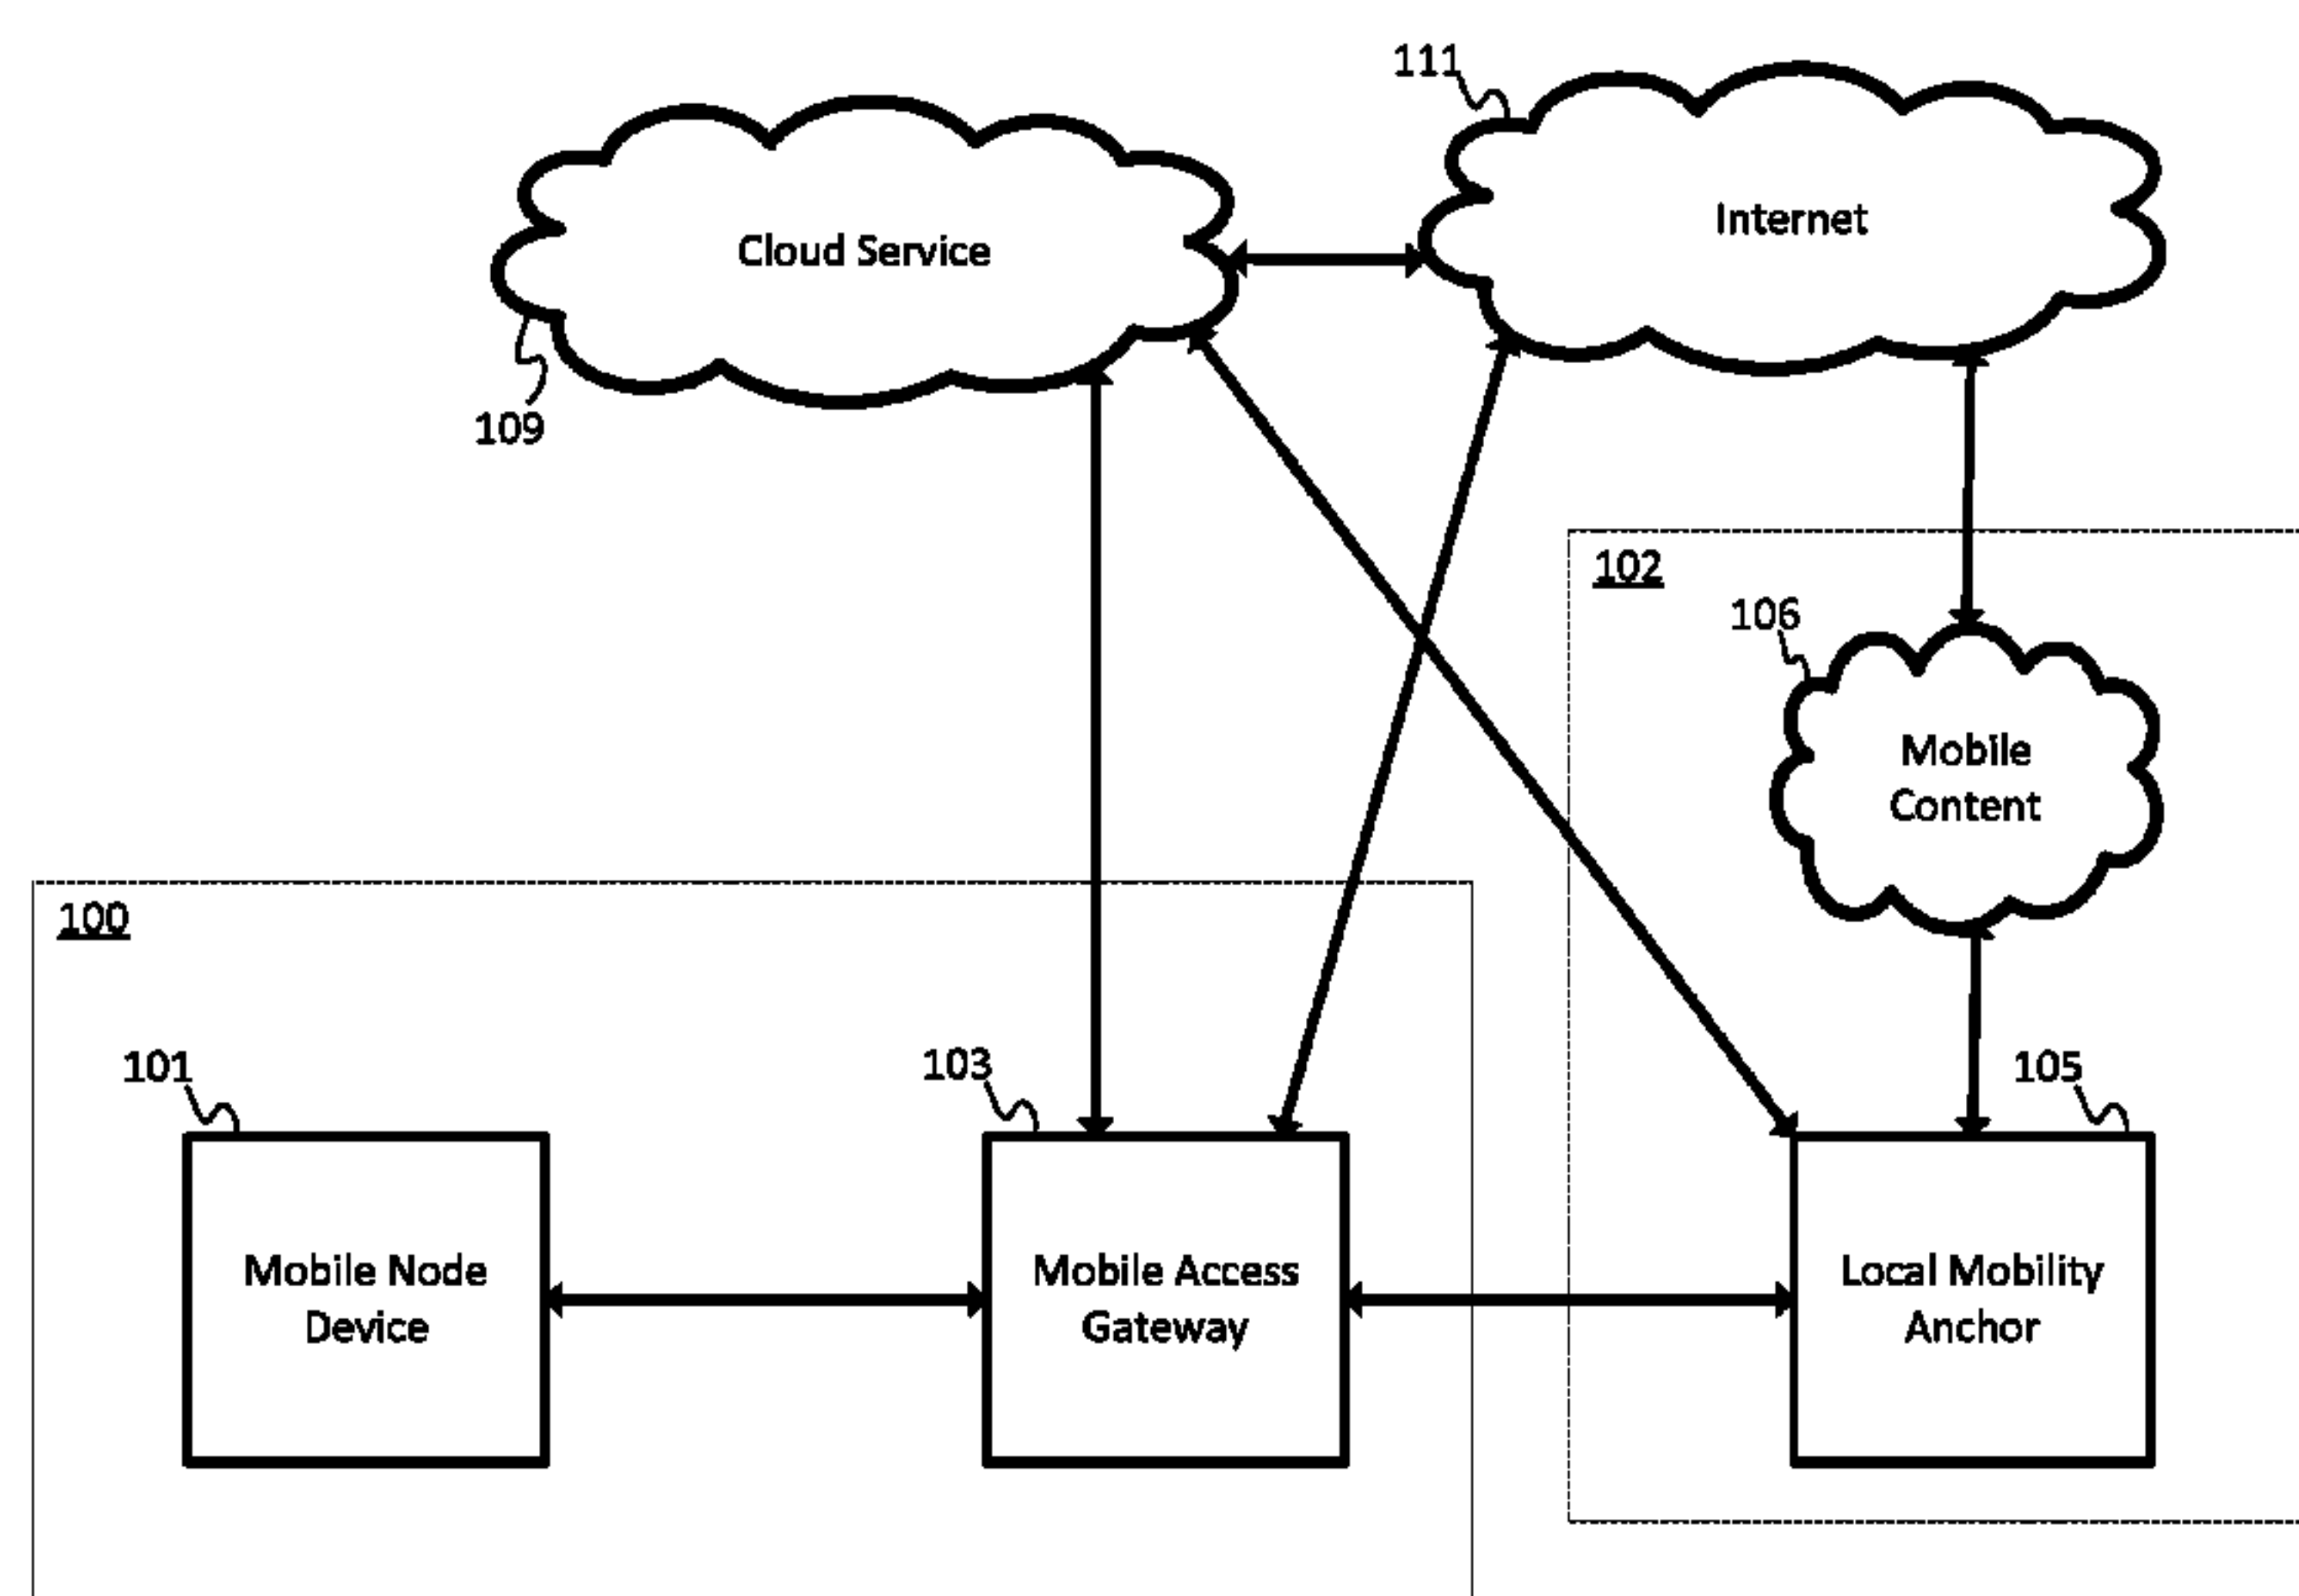 111
Internet
Cloud Service
109
102
106
Mobile
Content
100
101
103
105
Mobile Node
Device
Mobile Access
Gateway
Local Mobility
Anchor